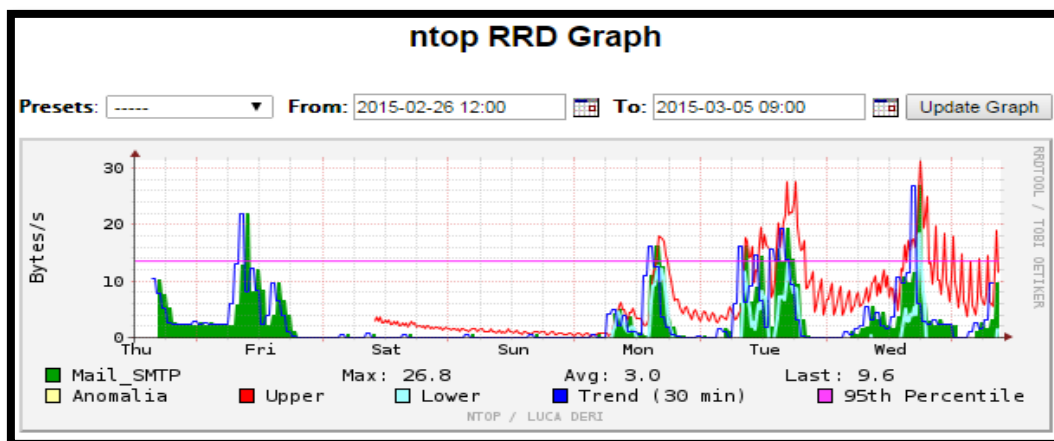 ntop RRD Graph
Presets: ----- From: 2015-02-26 12:00 To: 2015-03-05 09:00 Update Graph
RRDTOOL / TOBI OETIKER
Bytes/s
30
20
10
0
Thu Fri Sat Sun Mon Tue Wed
Mail_SMTP Max: 26.8 Avg: 3.0 Last: 9.6
Anomalia Upper Lower Trend (30 min) 95th Percentile
NTOP / LUCA DERI